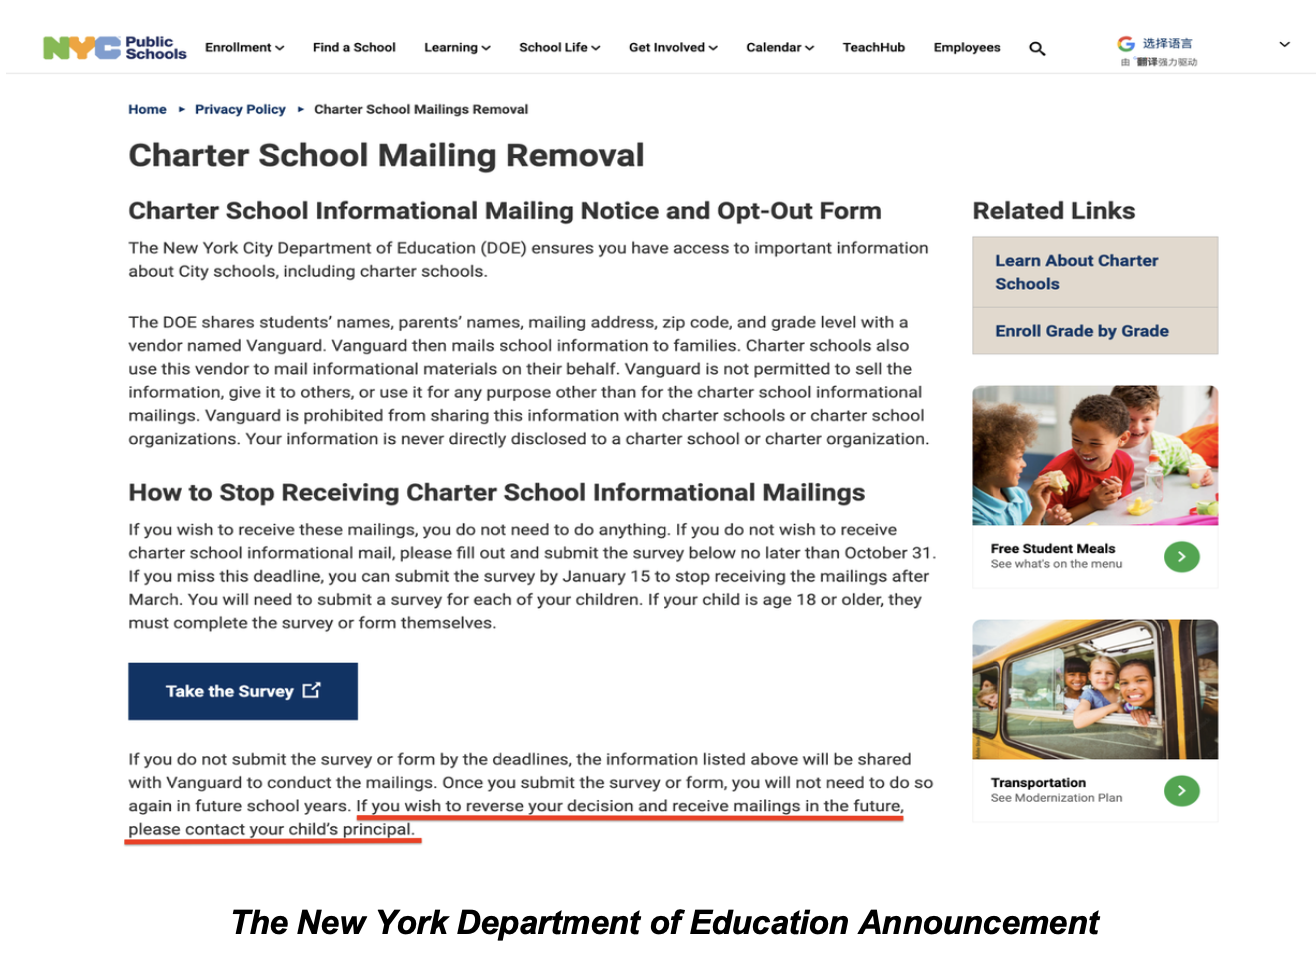 NYC Public Schools
Enrollment
Find a School
Learning
School Life
Get Involved
Calendar
TeachHub
Employees
选择语言
由 翻译强力驱动
Home ▸ Privacy Policy ▸ Charter School Mailings Removal
Charter School Mailing Removal
Charter School Informational Mailing Notice and Opt-Out Form
The New York City Department of Education (DOE) ensures you have access to important information
about City schools, including charter schools.
The DOE shares students’ names, parents’ names, mailing address, zip code, and grade level with a
vendor named Vanguard. Vanguard then mails school information to families. Charter schools also
use this vendor to mail informational materials on their behalf. Vanguard is not permitted to sell the
information, give it to others, or use it for any purpose other than for the charter school informational
mailings. Vanguard is prohibited from sharing this information with charter schools or charter school
organizations. Your information is never directly disclosed to a charter school or charter organization.
How to Stop Receiving Charter School Informational Mailings
If you wish to receive these mailings, you do not need to do anything. If you do not wish to receive
charter school informational mail, please fill out and submit the survey below no later than October 31.
If you miss this deadline, you can submit the survey by January 15 to stop receiving the mailings after
March. You will need to submit a survey for each of your children. If your child is age 18 or older, they
must complete the survey or form themselves.
Take the Survey
If you do not submit the survey or form by the deadlines, the information listed above will be shared
with Vanguard to conduct the mailings. Once you submit the survey or form, you will not need to do so
again in future school years. If you wish to reverse your decision and receive mailings in the future,
please contact your child’s principal.
Related Links
Learn About Charter
Schools
Enroll Grade by Grade
Free Student Meals
See what's on the menu
Transportation
See Modernization Plan
The New York Department of Education Announcement